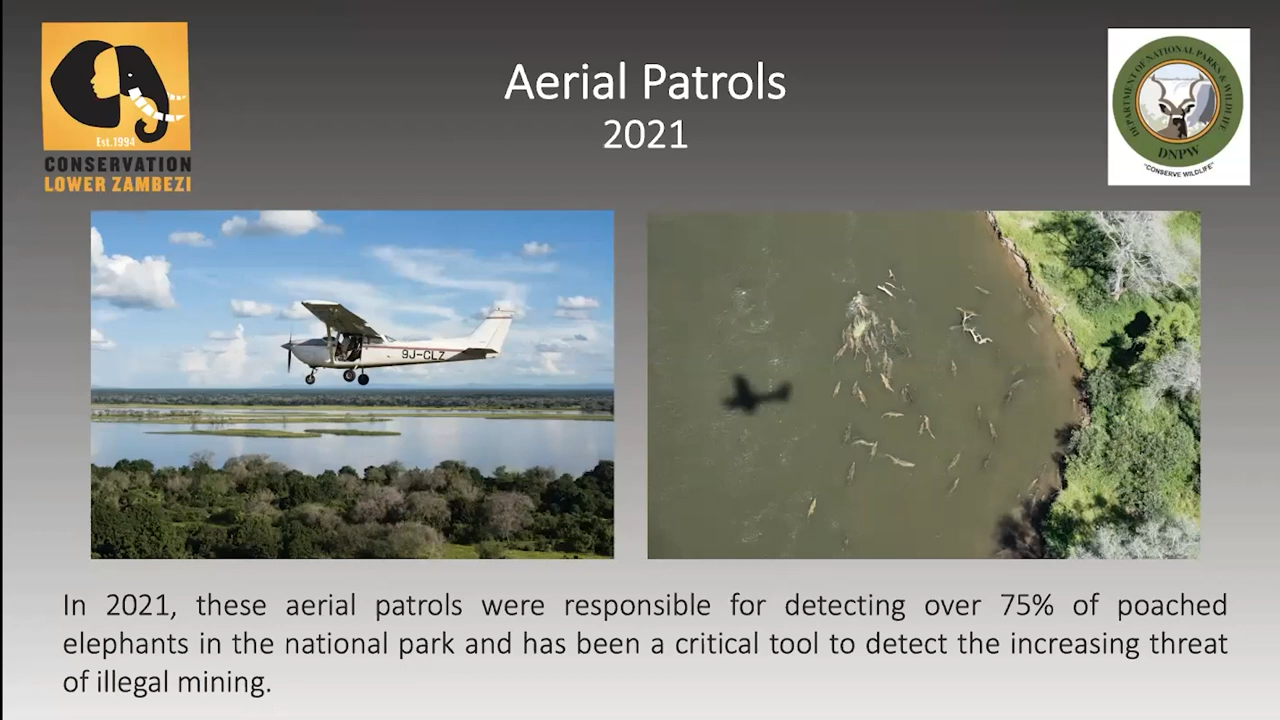 Est.1994
CONSERVATION
LOWER ZAMBEZI
Aerial Patrols
2021
DEPARTMENT OF NATIONAL PARKS & WILDLIFE
DNPW
"CONSERVE WILDLIFE"
9J-CLZ
In 2021, these aerial patrols were responsible for detecting over 75% of poached
elephants in the national park and has been a critical tool to detect the increasing threat
of illegal mining.